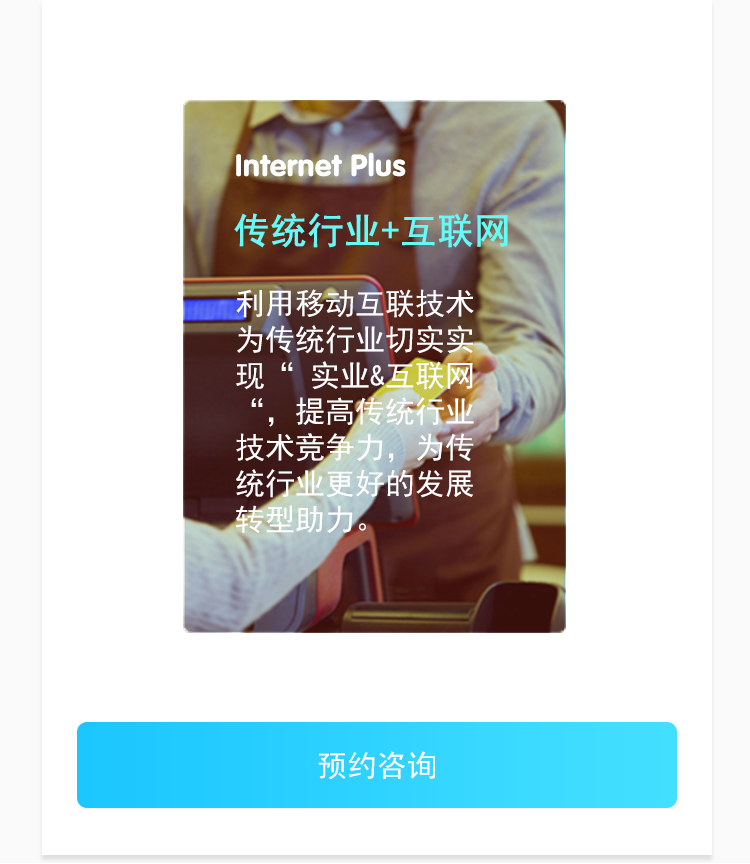 Internet Plus
传统行业+互联网
利用移动互联技术
为传统行业切实实
现“ 实业&互联网
“，提高传统行业
技术竞争力，为传
统行业更好的发展
转型助力。
预约咨询